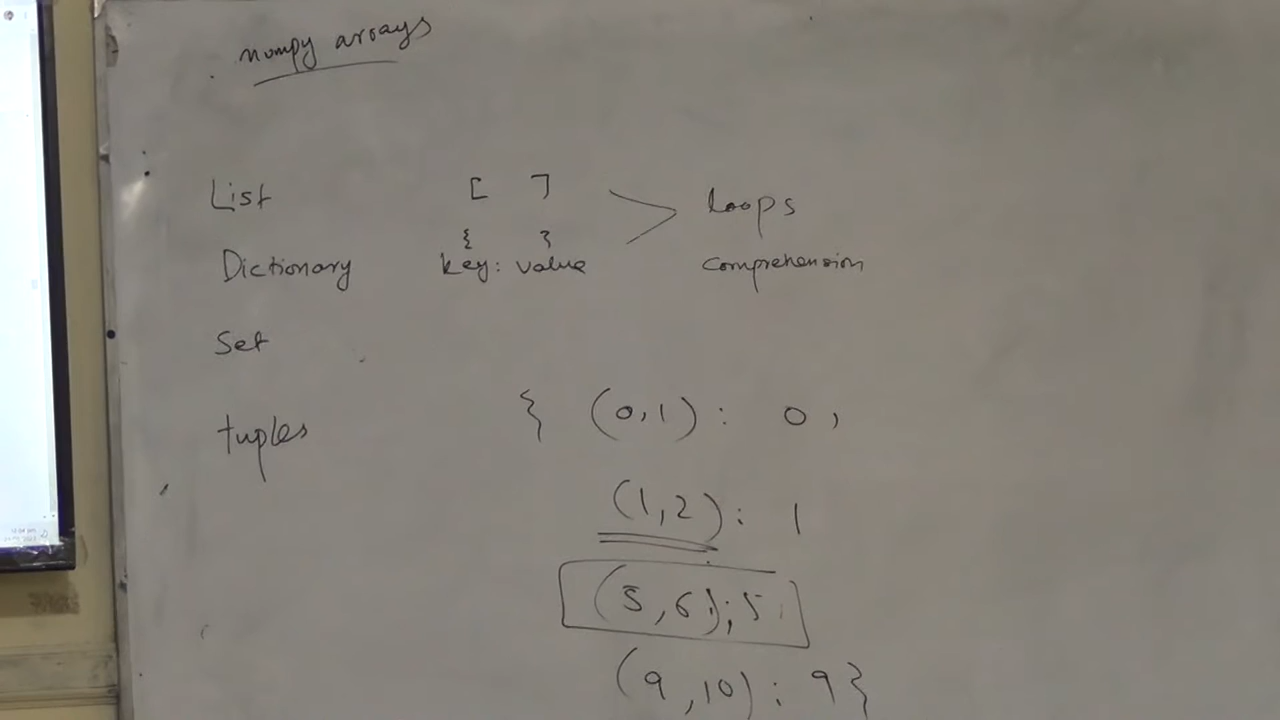 numpy arrays
List [ ] loops
{ }
Dictionary key: value comprehension
Set
{ (0,1): 0,
tuples
(1,2): 1
(5,6); 5
(9,10): 9}